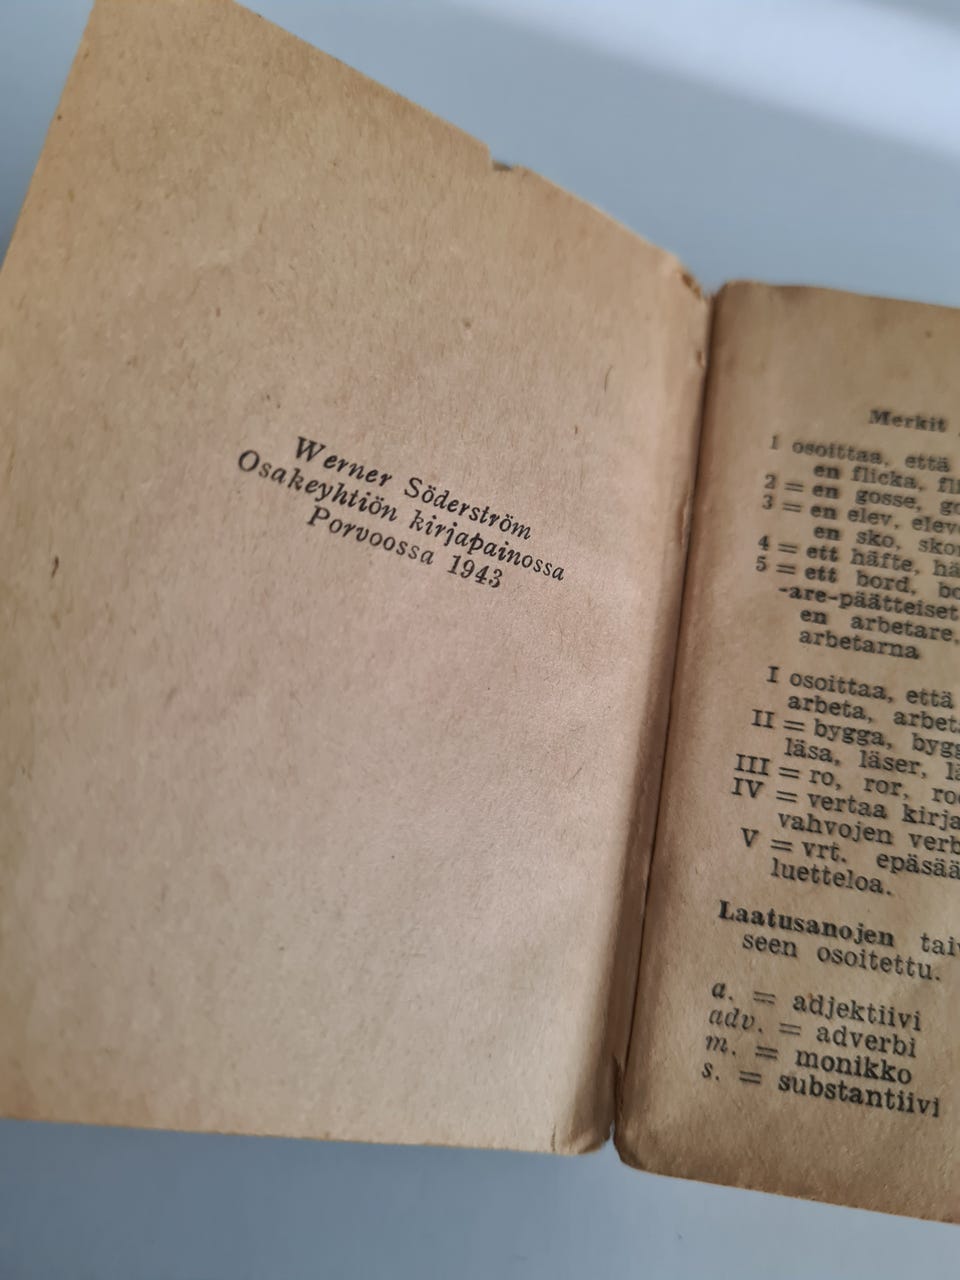 Werner Söderström
Osakeyhtiön kirjapainossa
Porvoossa 1943
Merkit
1 osoittaa, että
en flicka,
2 = en gosse,
3 = en elev,
en sko,
4 = ett häfte,
5 = ett bord,
-are-päätteiset
en arbetare,
arbetarna
I osoittaa, että
arbeta,
II = bygga,
läsa, läser,
III = ro, ror,
IV = vertaa
vahvojen
V = vrt.
luetteloa.
Laatusanojen
seen osoitettu.
a. = adjektiivi
adv. = adverbi
m. = monikko
s. = substantiivi